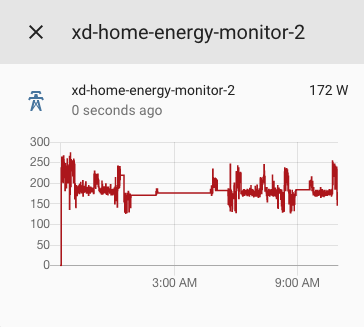 xd-home-energy-monitor-2
xd-home-energy-monitor-2 172 W
0 seconds ago
300
250
200
150
100
50
0
3:00 AM 9:00 AM